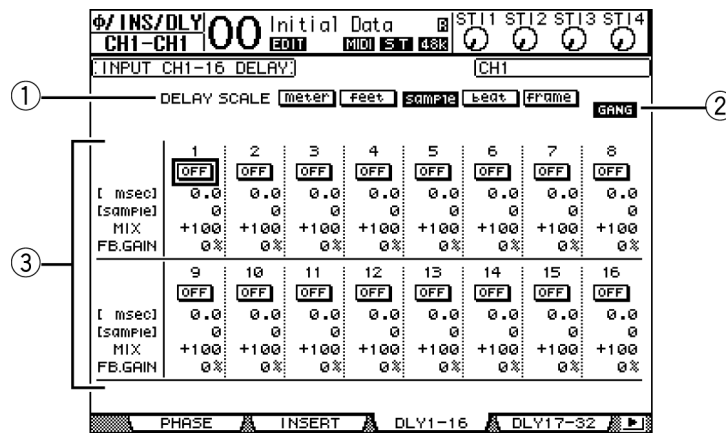 Φ/INS/DLY 00 Initial Data R ST11 ST12 ST13 ST14
CH1-CH1 EDIT MIDI ST 48k
INPUT CH1-16 DELAY CH1
① DELAY SCALE meter feet sample beat frame GANG ②
③
1 2 3 4 5 6 7 8
OFF OFF OFF OFF OFF OFF OFF OFF
[ msec] 0.0 0.0 0.0 0.0 0.0 0.0 0.0 0.0
[sample] 0 0 0 0 0 0 0 0
MIX +100 +100 +100 +100 +100 +100 +100 +100
FB.GAIN 0% 0% 0% 0% 0% 0% 0% 0%
9 10 11 12 13 14 15 16
OFF OFF OFF OFF OFF OFF OFF OFF
[ msec] 0.0 0.0 0.0 0.0 0.0 0.0 0.0 0.0
[sample] 0 0 0 0 0 0 0 0
MIX +100 +100 +100 +100 +100 +100 +100 +100
FB.GAIN 0% 0% 0% 0% 0% 0% 0% 0%
PHASE INSERT DLY1-16 DLY17-32